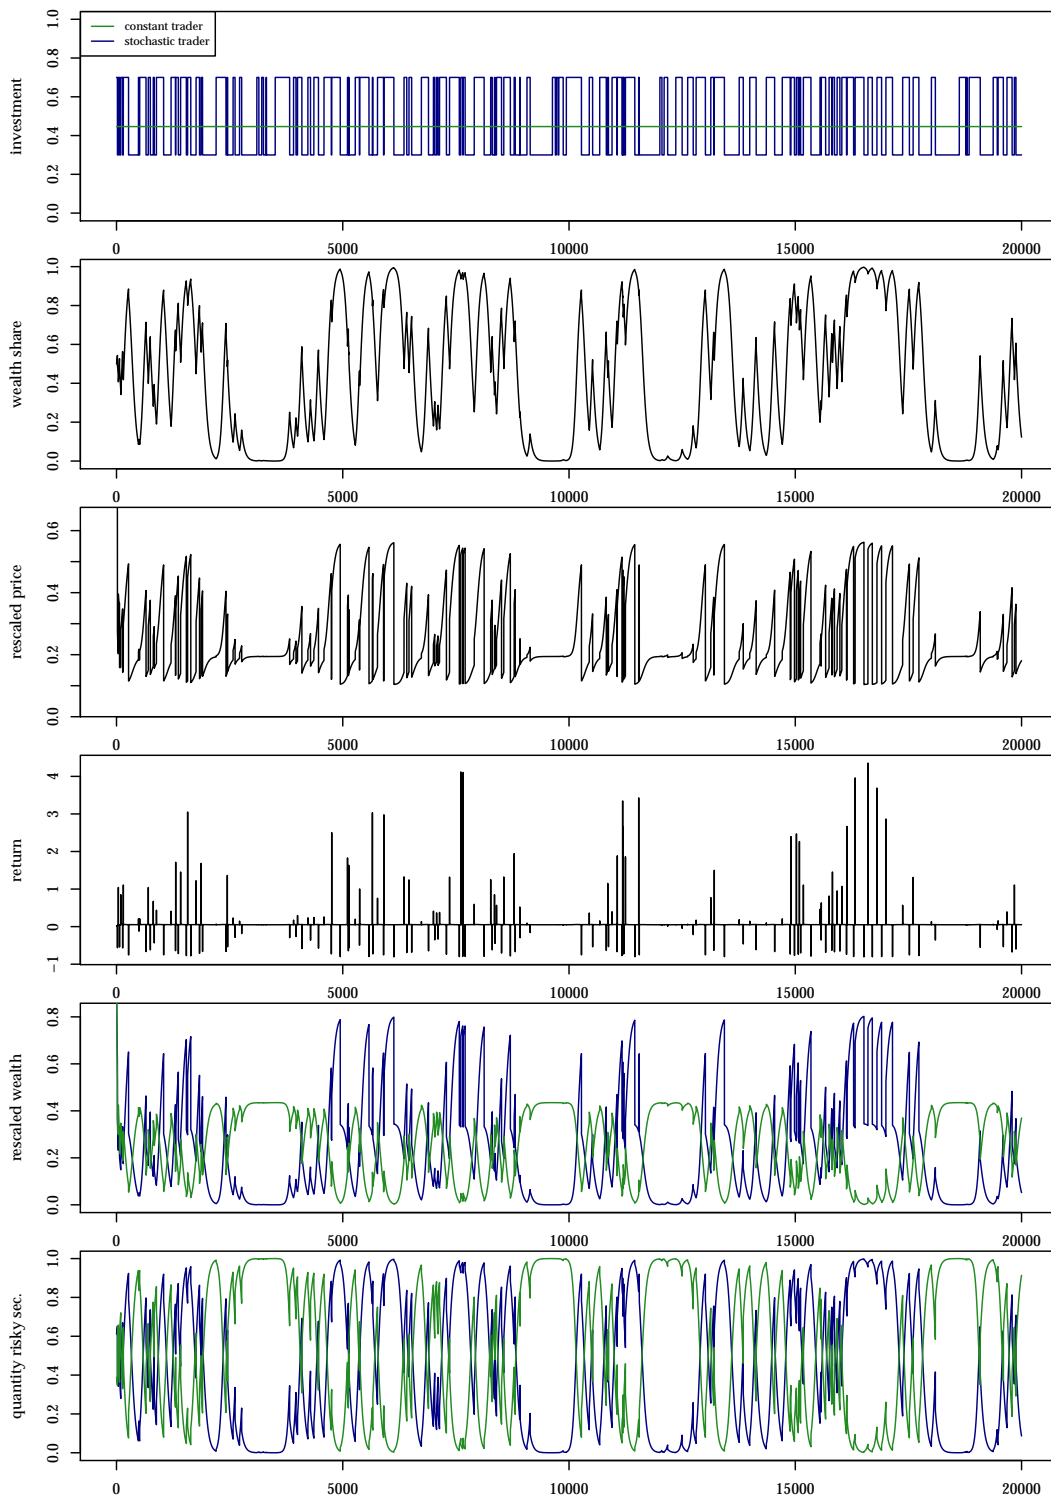 constant trader
stochastic trader
investment
0.0 0.2 0.4 0.6 0.8 1.0
0 5000 10000 15000 20000
wealth share
0.0 0.2 0.4 0.6 0.8 1.0
0 5000 10000 15000 20000
rescaled price
0.0 0.2 0.4 0.6
0 5000 10000 15000 20000
return
−1 0 1 2 3 4
0 5000 10000 15000 20000
rescaled wealth
0.0 0.2 0.4 0.6 0.8
0 5000 10000 15000 20000
quantity risky sec.
0.0 0.2 0.4 0.6 0.8 1.0
0 5000 10000 15000 20000